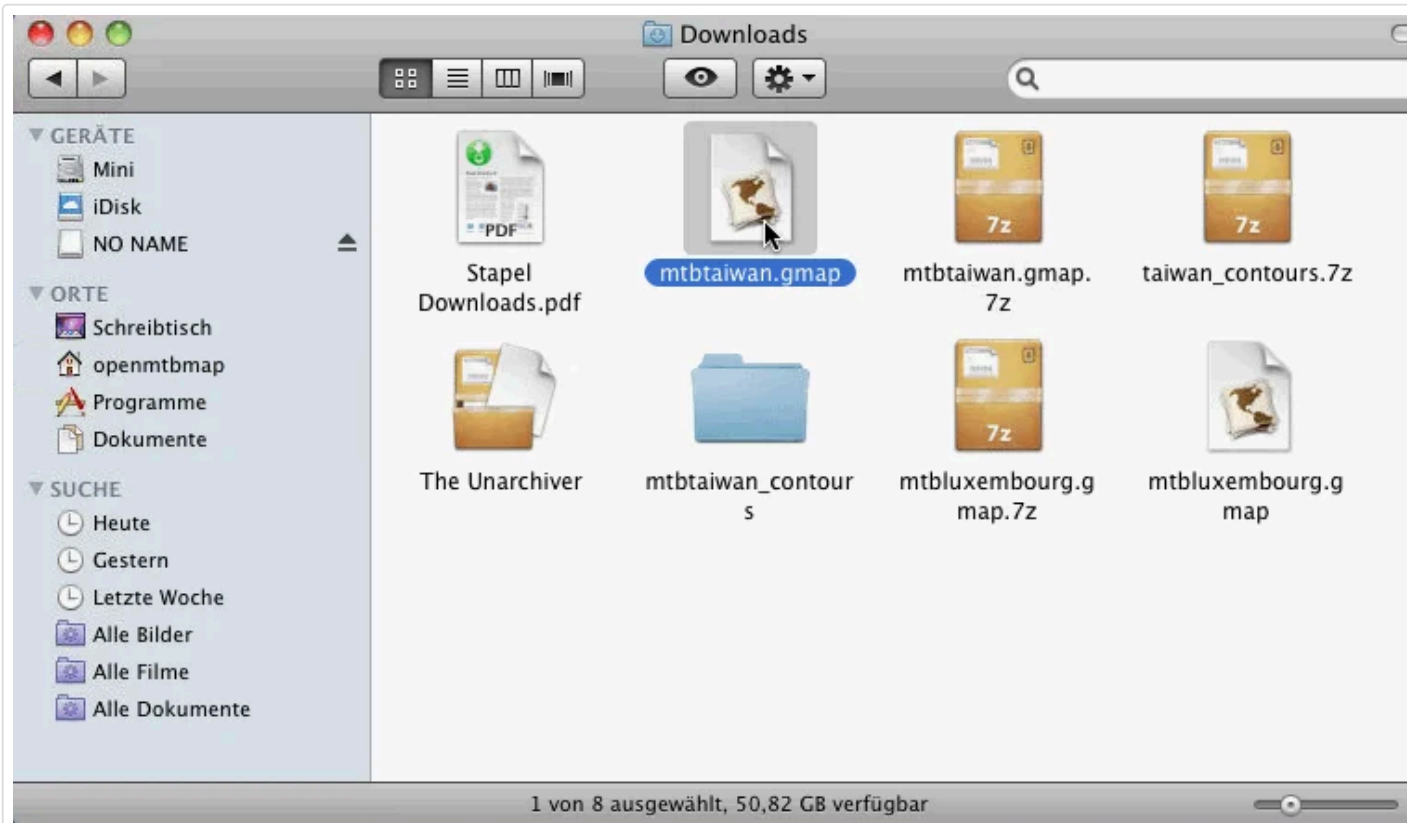 Downloads
GERÄTE
Mini
iDisk
NO NAME
ORTE
Schreibtisch
openmtbmap
Programme
Dokumente
SUCHE
Heute
Gestern
Letzte Woche
Alle Bilder
Alle Filme
Alle Dokumente
PDF
7z
7z
Stapel
Downloads.pdf
mtbtaiwan.gmap
mtbtaiwan.gmap.
7z
taiwan_contours.7z
7z
The Unarchiver
mtbtaiwan_contour
s
mtbluxembourg.g
map.7z
mtbluxembourg.g
map
1 von 8 ausgewählt, 50,82 GB verfügbar